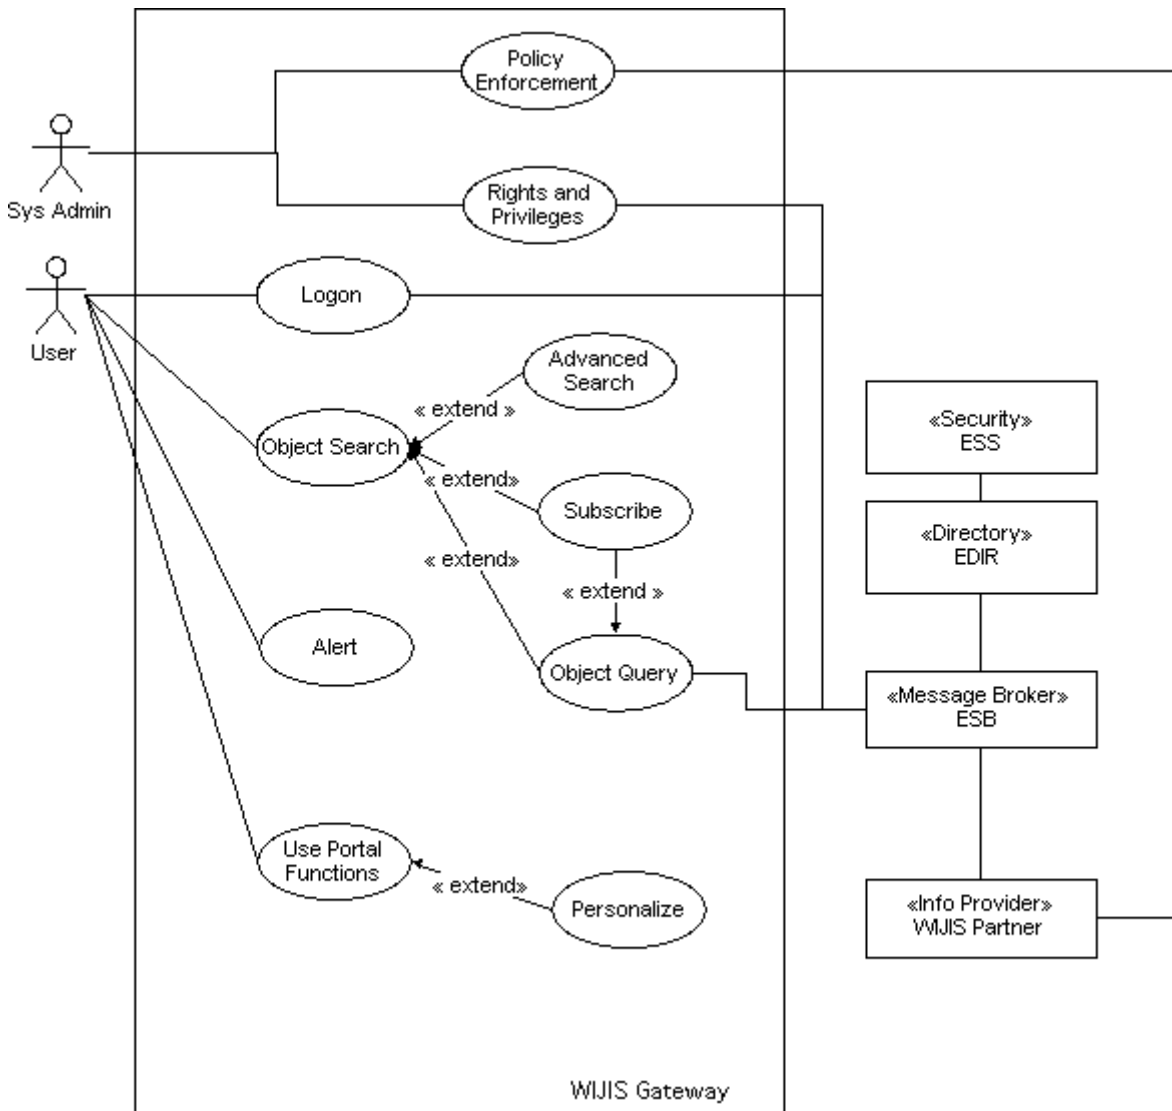 Policy
Enforcement
Sys Admin
Rights and
Privileges
User
Logon
Advanced
Search
« extend »
Object Search
« extend»
Subscribe
« extend»
« extend »
Alert
Object Query
Use Portal
Functions
« extend»
Personalize
«Security»
ESS
«Directory»
EDIR
«Message Broker»
ESB
«Info Provider»
WIJIS Partner
WIJIS Gateway